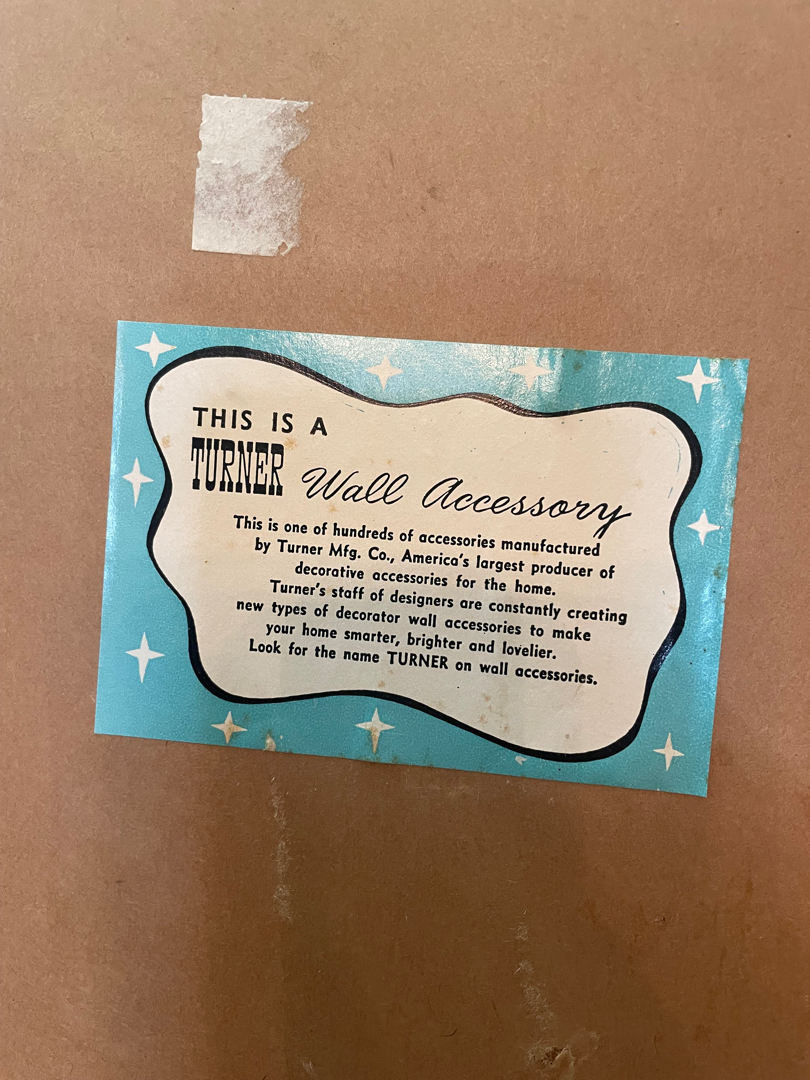 THIS IS A
TURNER Wall Accessory
This is one of hundreds of accessories manufactured
by Turner Mfg. Co., America's largest producer of
decorative accessories for the home.
Turner's staff of designers are constantly creating
new types of decorator wall accessories to make
your home smarter, brighter and lovelier.
Look for the name TURNER on wall accessories.